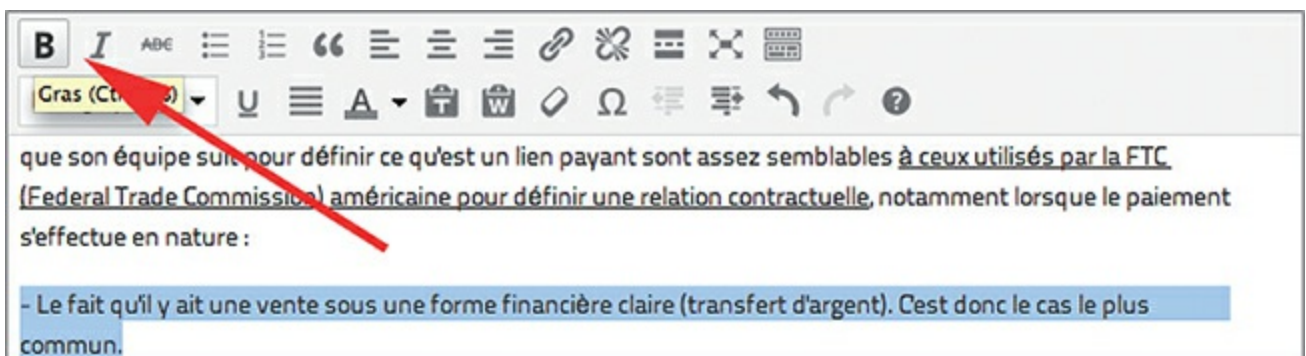 B I ABC
Gras (Ct
U A T W Ω ?
que son équipe suit pour définir ce qu'est un lien payant sont assez semblables à ceux utilisés par la FTC
(Federal Trade Commission) américaine pour définir une relation contractuelle, notamment lorsque le paiement
s'effectue en nature :
- Le fait qu'il y ait une vente sous une forme financière claire (transfert d'argent). C'est donc le cas le plus
commun.